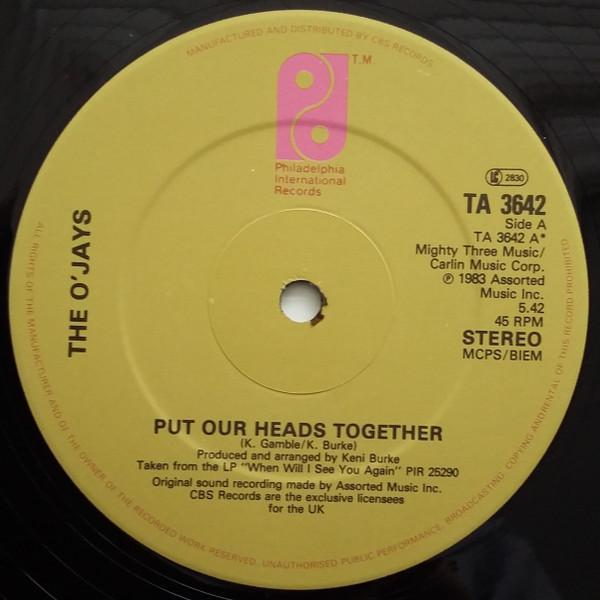 MANUFACTURED AND DISTRIBUTED BY CBS RECORDS
T.M.
Philadelphia
International
Records
LC 2830
TA 3642
Side A
TA 3642 A*
Mighty Three Music/
Carlin Music Corp.
℗ 1983 Assorted
Music Inc.
5.42
45 RPM
STEREO
MCPS/BIEM
THE O'JAYS
PUT OUR HEADS TOGETHER
(K. Gamble/K. Burke)
Produced and arranged by Keni Burke
Taken from the LP "When Will I See You Again" PIR 25290
Original sound recording made by Assorted Music Inc.
CBS Records are the exclusive licensees
for the UK
ALL RIGHTS OF THE MANUFACTURER AND OF THE OWNER OF THE RECORDED WORK RESERVED. UNAUTHORISED PUBLIC PERFORMANCE, BROADCASTING, COPYING AND RENTAL OF THIS RECORD PROHIBITED